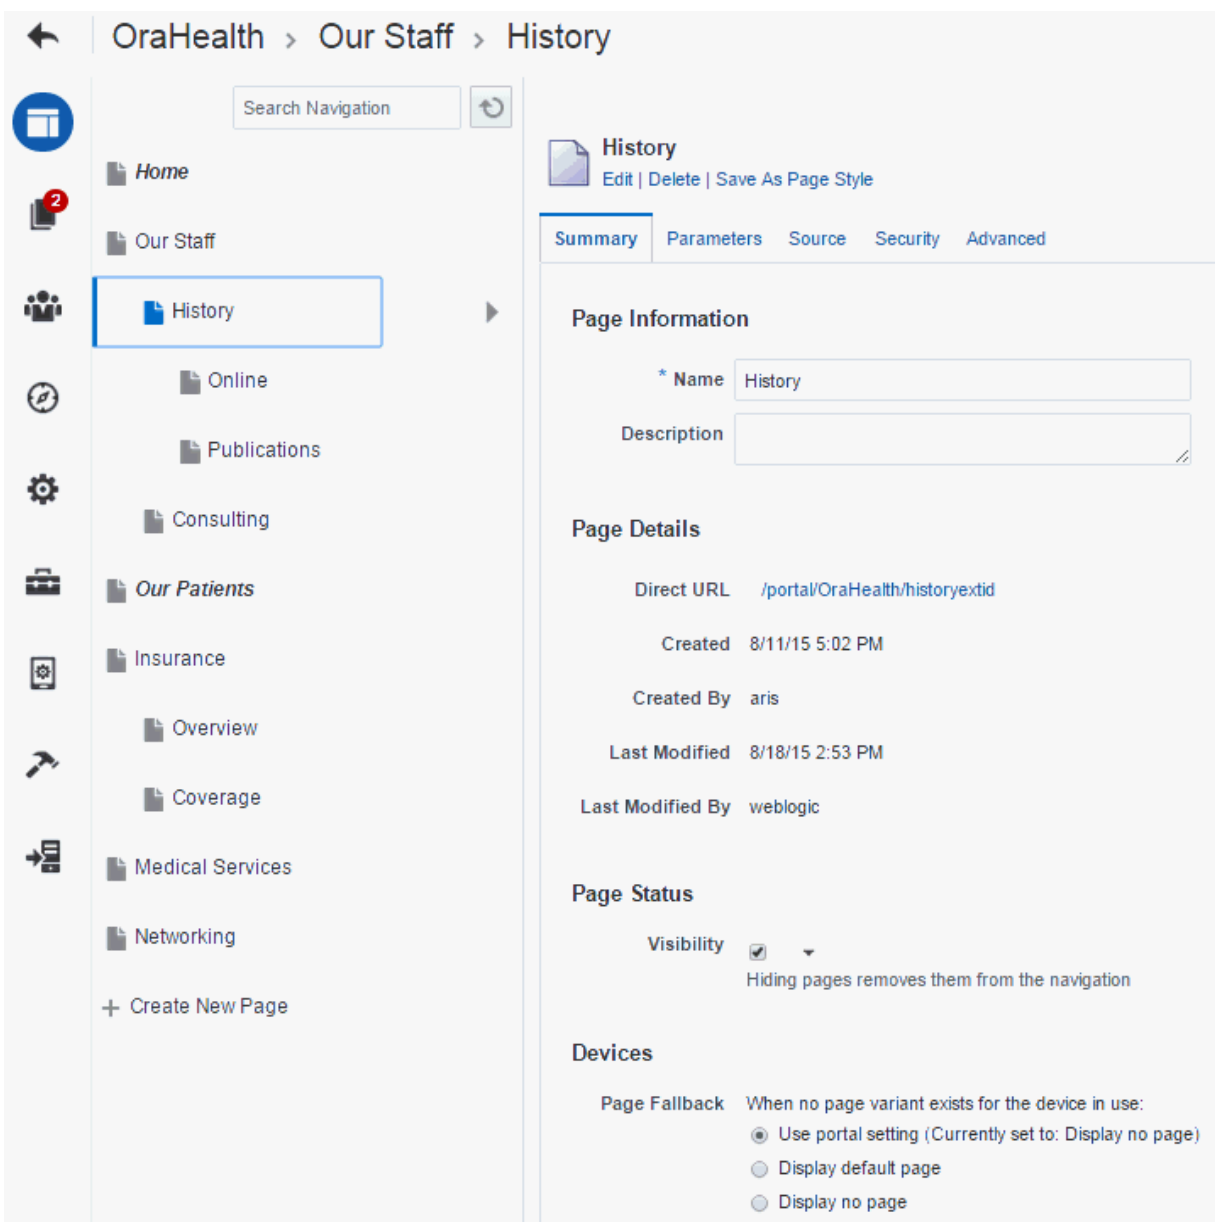 OraHealth > Our Staff > History
Search Navigation
2
Home
Our Staff
History
Online
Publications
Consulting
Our Patients
Insurance
Overview
Coverage
Medical Services
Networking
+ Create New Page
History
Edit | Delete | Save As Page Style
Summary Parameters Source Security Advanced
Page Information
* Name History
Description
Page Details
Direct URL /portal/OraHealth/historyextid
Created 8/11/15 5:02 PM
Created By aris
Last Modified 8/18/15 2:53 PM
Last Modified By weblogic
Page Status
Visibility
Hiding pages removes them from the navigation
Devices
Page Fallback When no page variant exists for the device in use:
Use portal setting (Currently set to: Display no page)
Display default page
Display no page